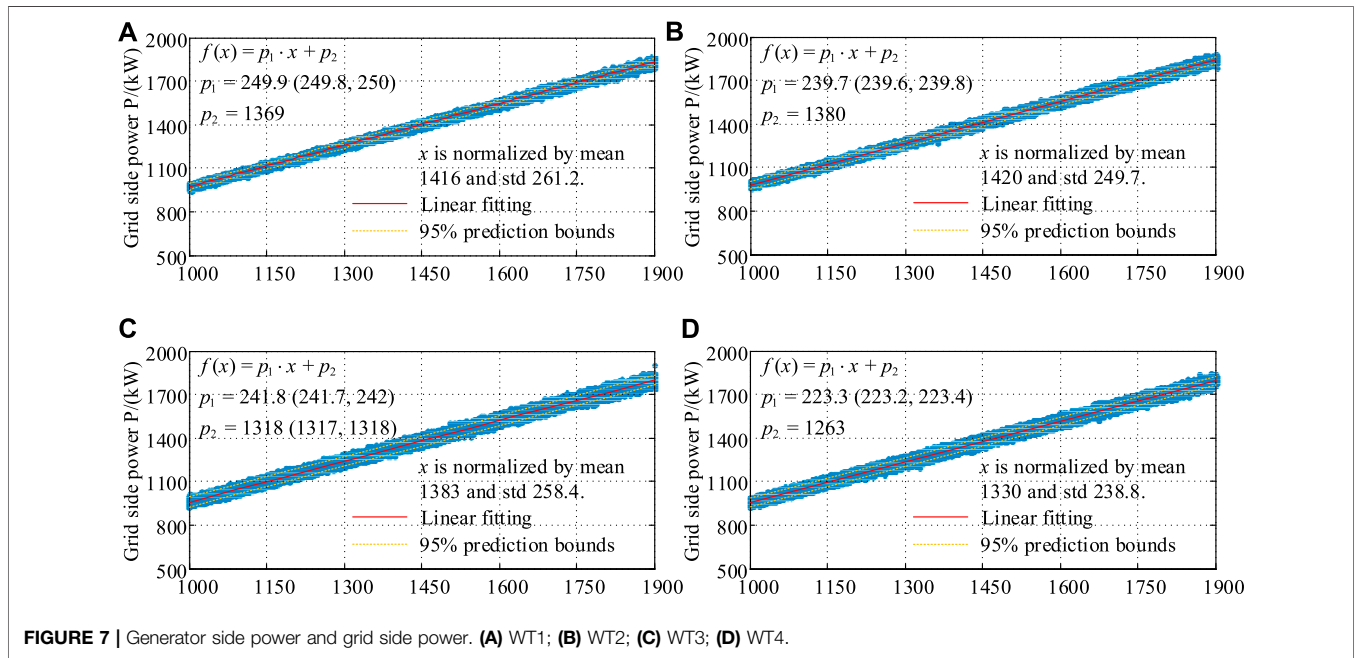 A
Grid side power P/(kW)
2000
1700
1400
1100
800
500
f (x) = p₁ · x + p₂
p₁ = 249.9 (249.8, 250)
p₂ = 1369
x is normalized by mean
1416 and std 261.2.
Linear fitting
95% prediction bounds
1000 1150 1300 1450 1600 1750 1900
B
Grid side power P/(kW)
2000
1700
1400
1100
800
500
f (x) = p₁ · x + p₂
p₁ = 239.7 (239.6, 239.8)
p₂ = 1380
x is normalized by mean
1420 and std 249.7.
Linear fitting
95% prediction bounds
1000 1150 1300 1450 1600 1750 1900
C
Grid side power P/(kW)
2000
1700
1400
1100
800
500
f (x) = p₁ · x + p₂
p₁ = 241.8 (241.7, 242)
p₂ = 1318 (1317, 1318)
x is normalized by mean
1383 and std 258.4.
Linear fitting
95% prediction bounds
1000 1150 1300 1450 1600 1750 1900
D
Grid side power P/(kW)
2000
1700
1400
1100
800
500
f (x) = p₁ · x + p₂
p₁ = 223.3 (223.2, 223.4)
p₂ = 1263
x is normalized by mean
1330 and std 238.8.
Linear fitting
95% prediction bounds
1000 1150 1300 1450 1600 1750 1900
FIGURE 7 | Generator side power and grid side power. (A) WT1; (B) WT2; (C) WT3; (D) WT4.